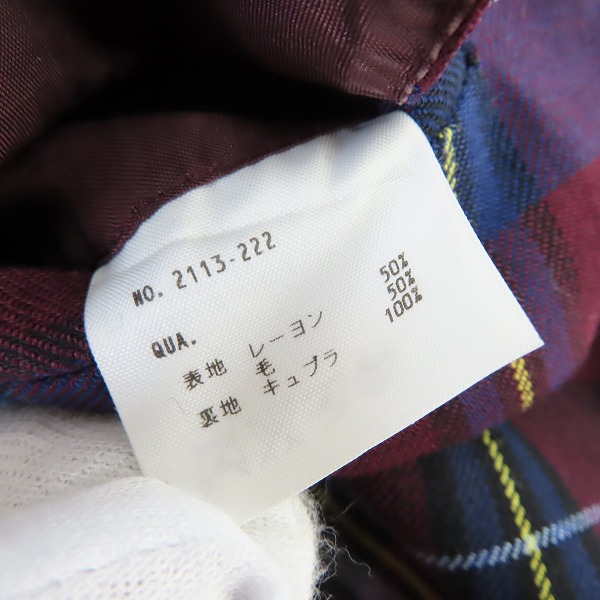 NO. 2113-222
QUA.
表地 レーヨン 50%
毛 50%
裏地 キュプラ 100%